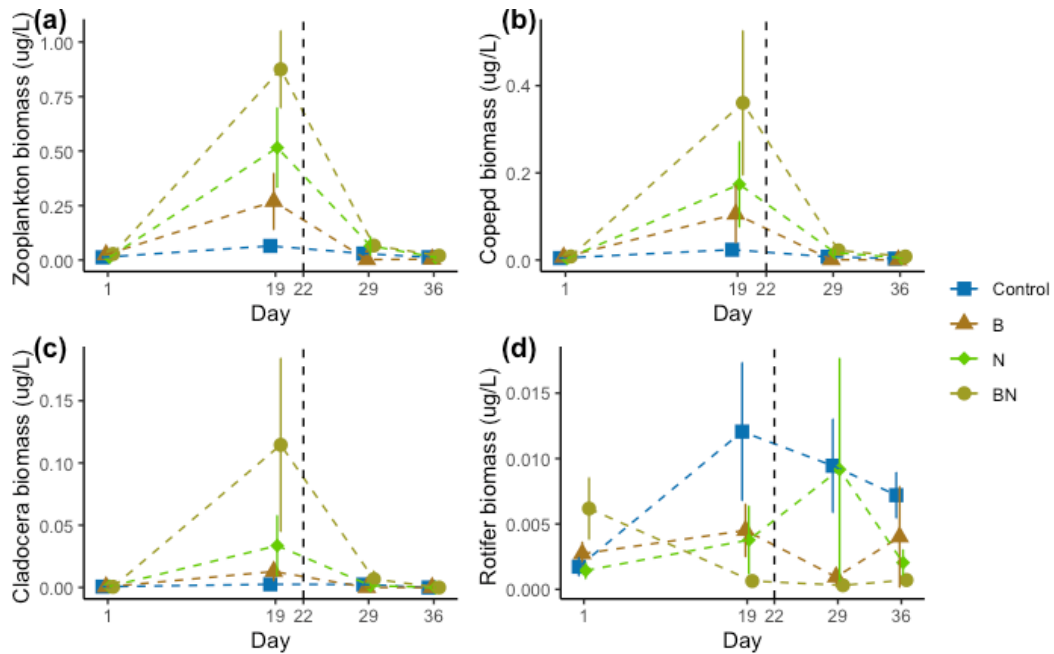 (a)
Zooplankton biomass (ug/L)
1.00
0.75
0.50
0.25
0.00
1 19 22 29 36
Day
(b)
Copepd biomass (ug/L)
0.4
0.2
0.0
1 19 22 29 36
Day
(c)
Cladocera biomass (ug/L)
0.15
0.10
0.05
0.00
1 19 22 29 36
Day
(d)
Rotifer biomass (ug/L)
0.015
0.010
0.005
0.000
1 19 22 29 36
Day
Control
B
N
BN